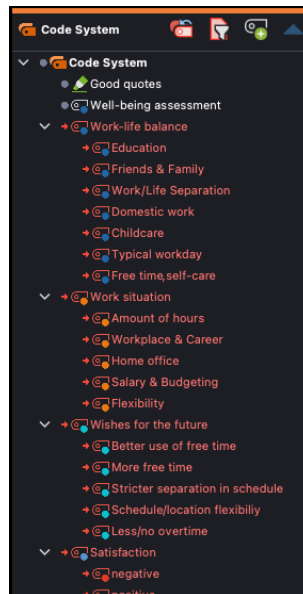 Code System
Code System
Good quotes
Well-being assessment
Work-life balance
Education
Friends & Family
Work/Life Separation
Domestic work
Childcare
Typical workday
Free time,self-care
Work situation
Amount of hours
Workplace & Career
Home office
Salary & Budgeting
Flexibility
Wishes for the future
Better use of free time
More free time
Stricter separation in schedule
Schedule/location flexibiliy
Less/no overtime
Satisfaction
negative
positive